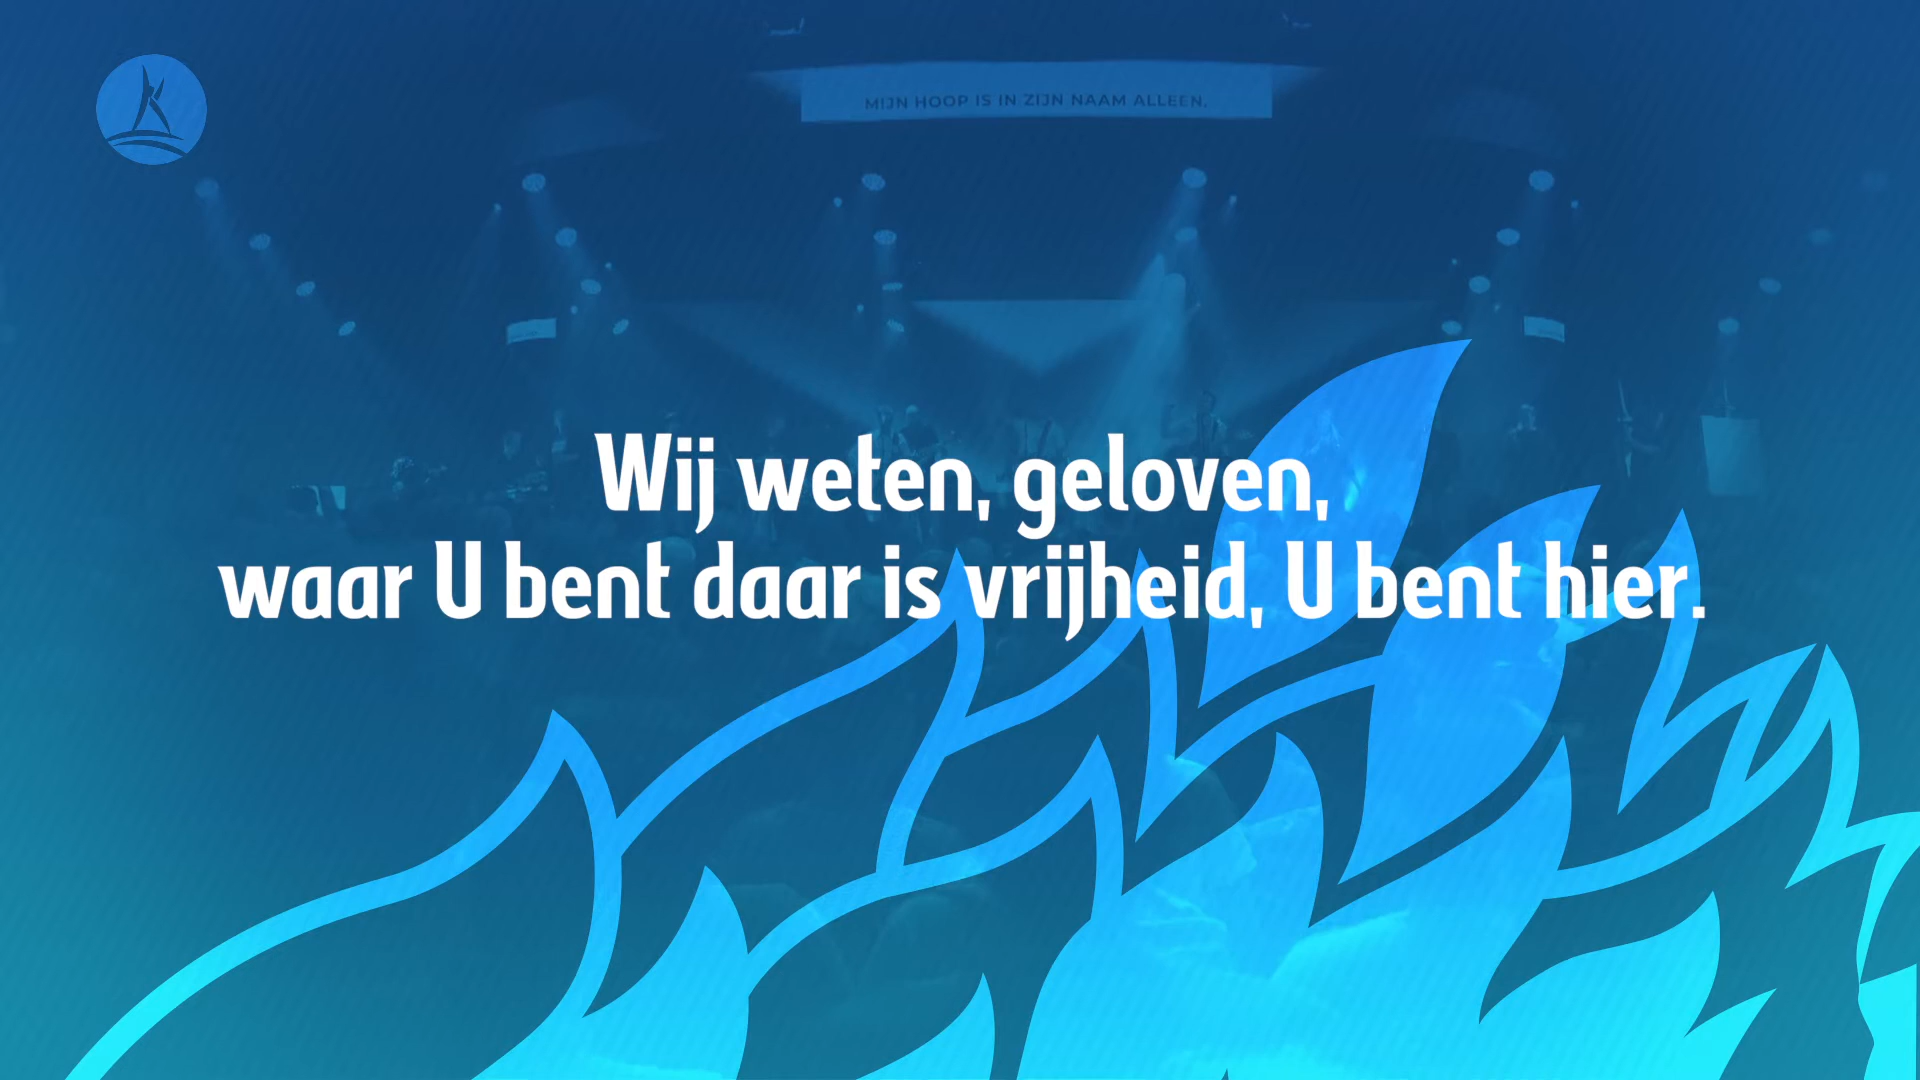 MIJN HOOP IS IN ZIJN NAAM ALLEEN,
Wij weten, geloven,
waar U bent daar is vrijheid, U bent hier.